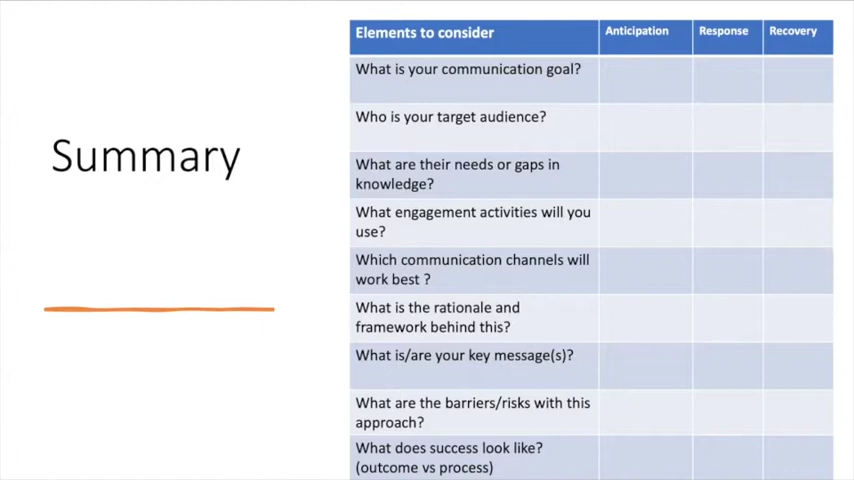 Summary
Elements to consider
Anticipation
Response
Recovery
What is your communication goal?
Who is your target audience?
What are their needs or gaps in
knowledge?
What engagement activities will you
use?
Which communication channels will
work best ?
What is the rationale and
framework behind this?
What is/are your key message(s)?
What are the barriers/risks with this
approach?
What does success look like?
(outcome vs process)